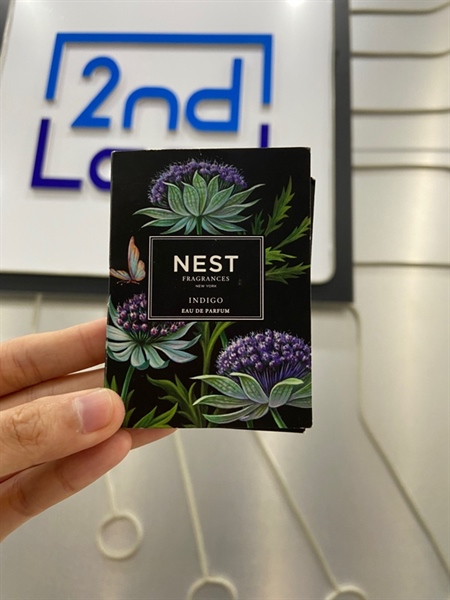 2nd
NEST
FRAGRANCES
NEW YORK
INDIGO
EAU DE PARFUM